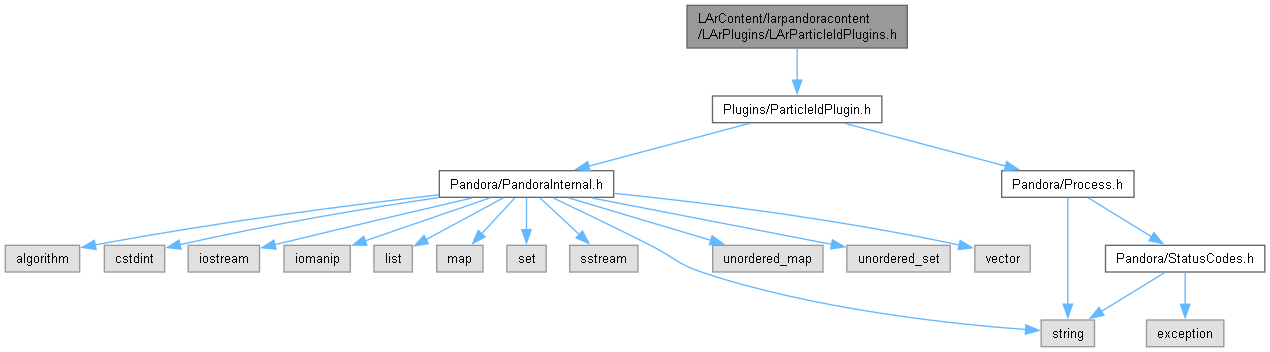 LArContent/larpandoracontent
/LArPlugins/LArParticleIdPlugins.h
Plugins/ParticleIdPlugin.h
Pandora/PandoraInternal.h
Pandora/Process.h
algorithm
cstdint
iostream
iomanip
list
map
set
sstream
unordered_map
unordered_set
vector
Pandora/StatusCodes.h
string
exception